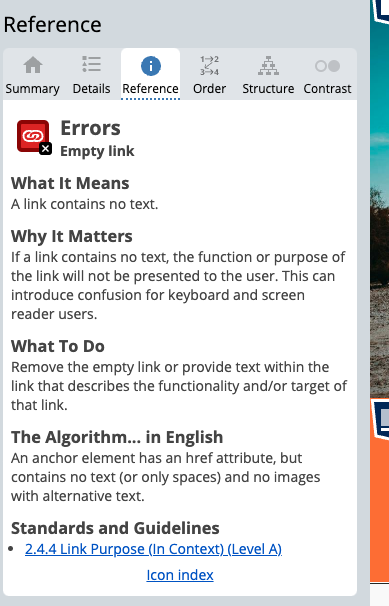 Reference
Summary Details Reference Order Structure Contrast
Errors
Empty link
What It Means
A link contains no text.
Why It Matters
If a link contains no text, the function or purpose of
the link will not be presented to the user. This can
introduce confusion for keyboard and screen
reader users.
What To Do
Remove the empty link or provide text within the
link that describes the functionality and/or target of
that link.
The Algorithm... in English
An anchor element has an href attribute, but
contains no text (or only spaces) and no images
with alternative text.
Standards and Guidelines
• 2.4.4 Link Purpose (In Context) (Level A)
Icon index